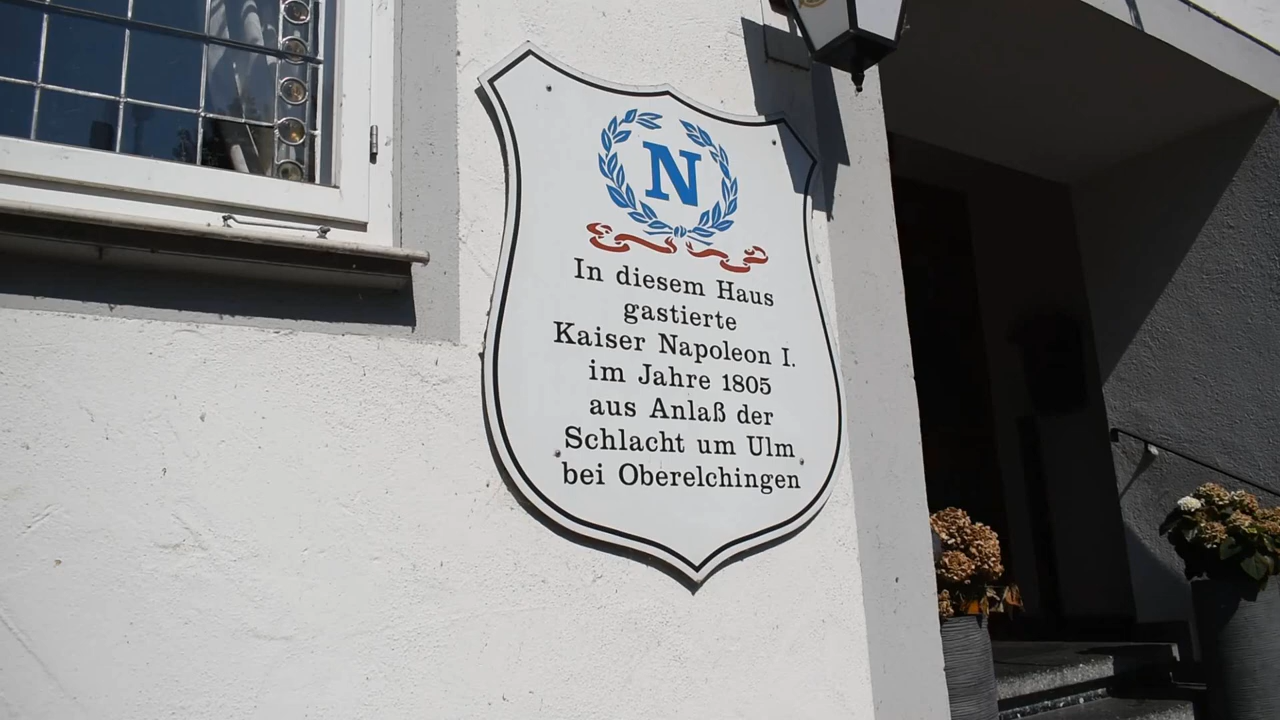 N
In diesem Haus
gastierte
Kaiser Napoleon I.
im Jahre 1805
aus Anlaß der
Schlacht um Ulm
bei Oberelchingen